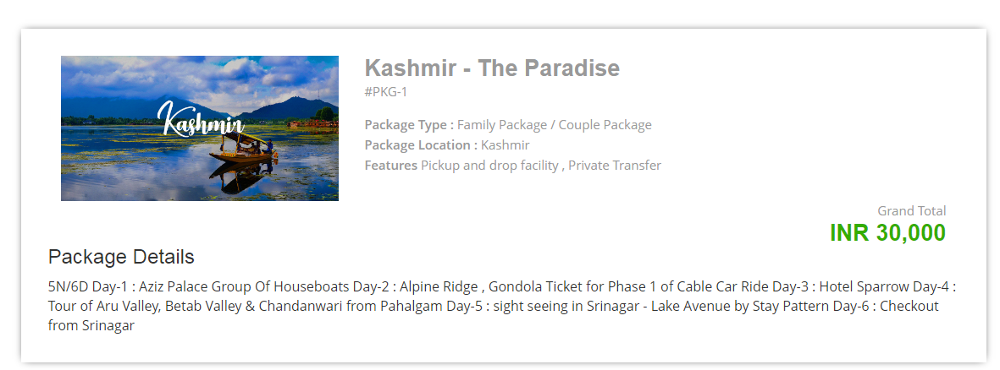 Kashmir
Kashmir - The Paradise
#PKG-1
Package Type : Family Package / Couple Package
Package Location : Kashmir
Features Pickup and drop facility , Private Transfer
Grand Total
INR 30,000
Package Details
5N/6D Day-1 : Aziz Palace Group Of Houseboats Day-2 : Alpine Ridge , Gondola Ticket for Phase 1 of Cable Car Ride Day-3 : Hotel Sparrow Day-4 :
Tour of Aru Valley, Betab Valley & Chandanwari from Pahalgam Day-5 : sight seeing in Srinagar - Lake Avenue by Stay Pattern Day-6 : Checkout
from Srinagar